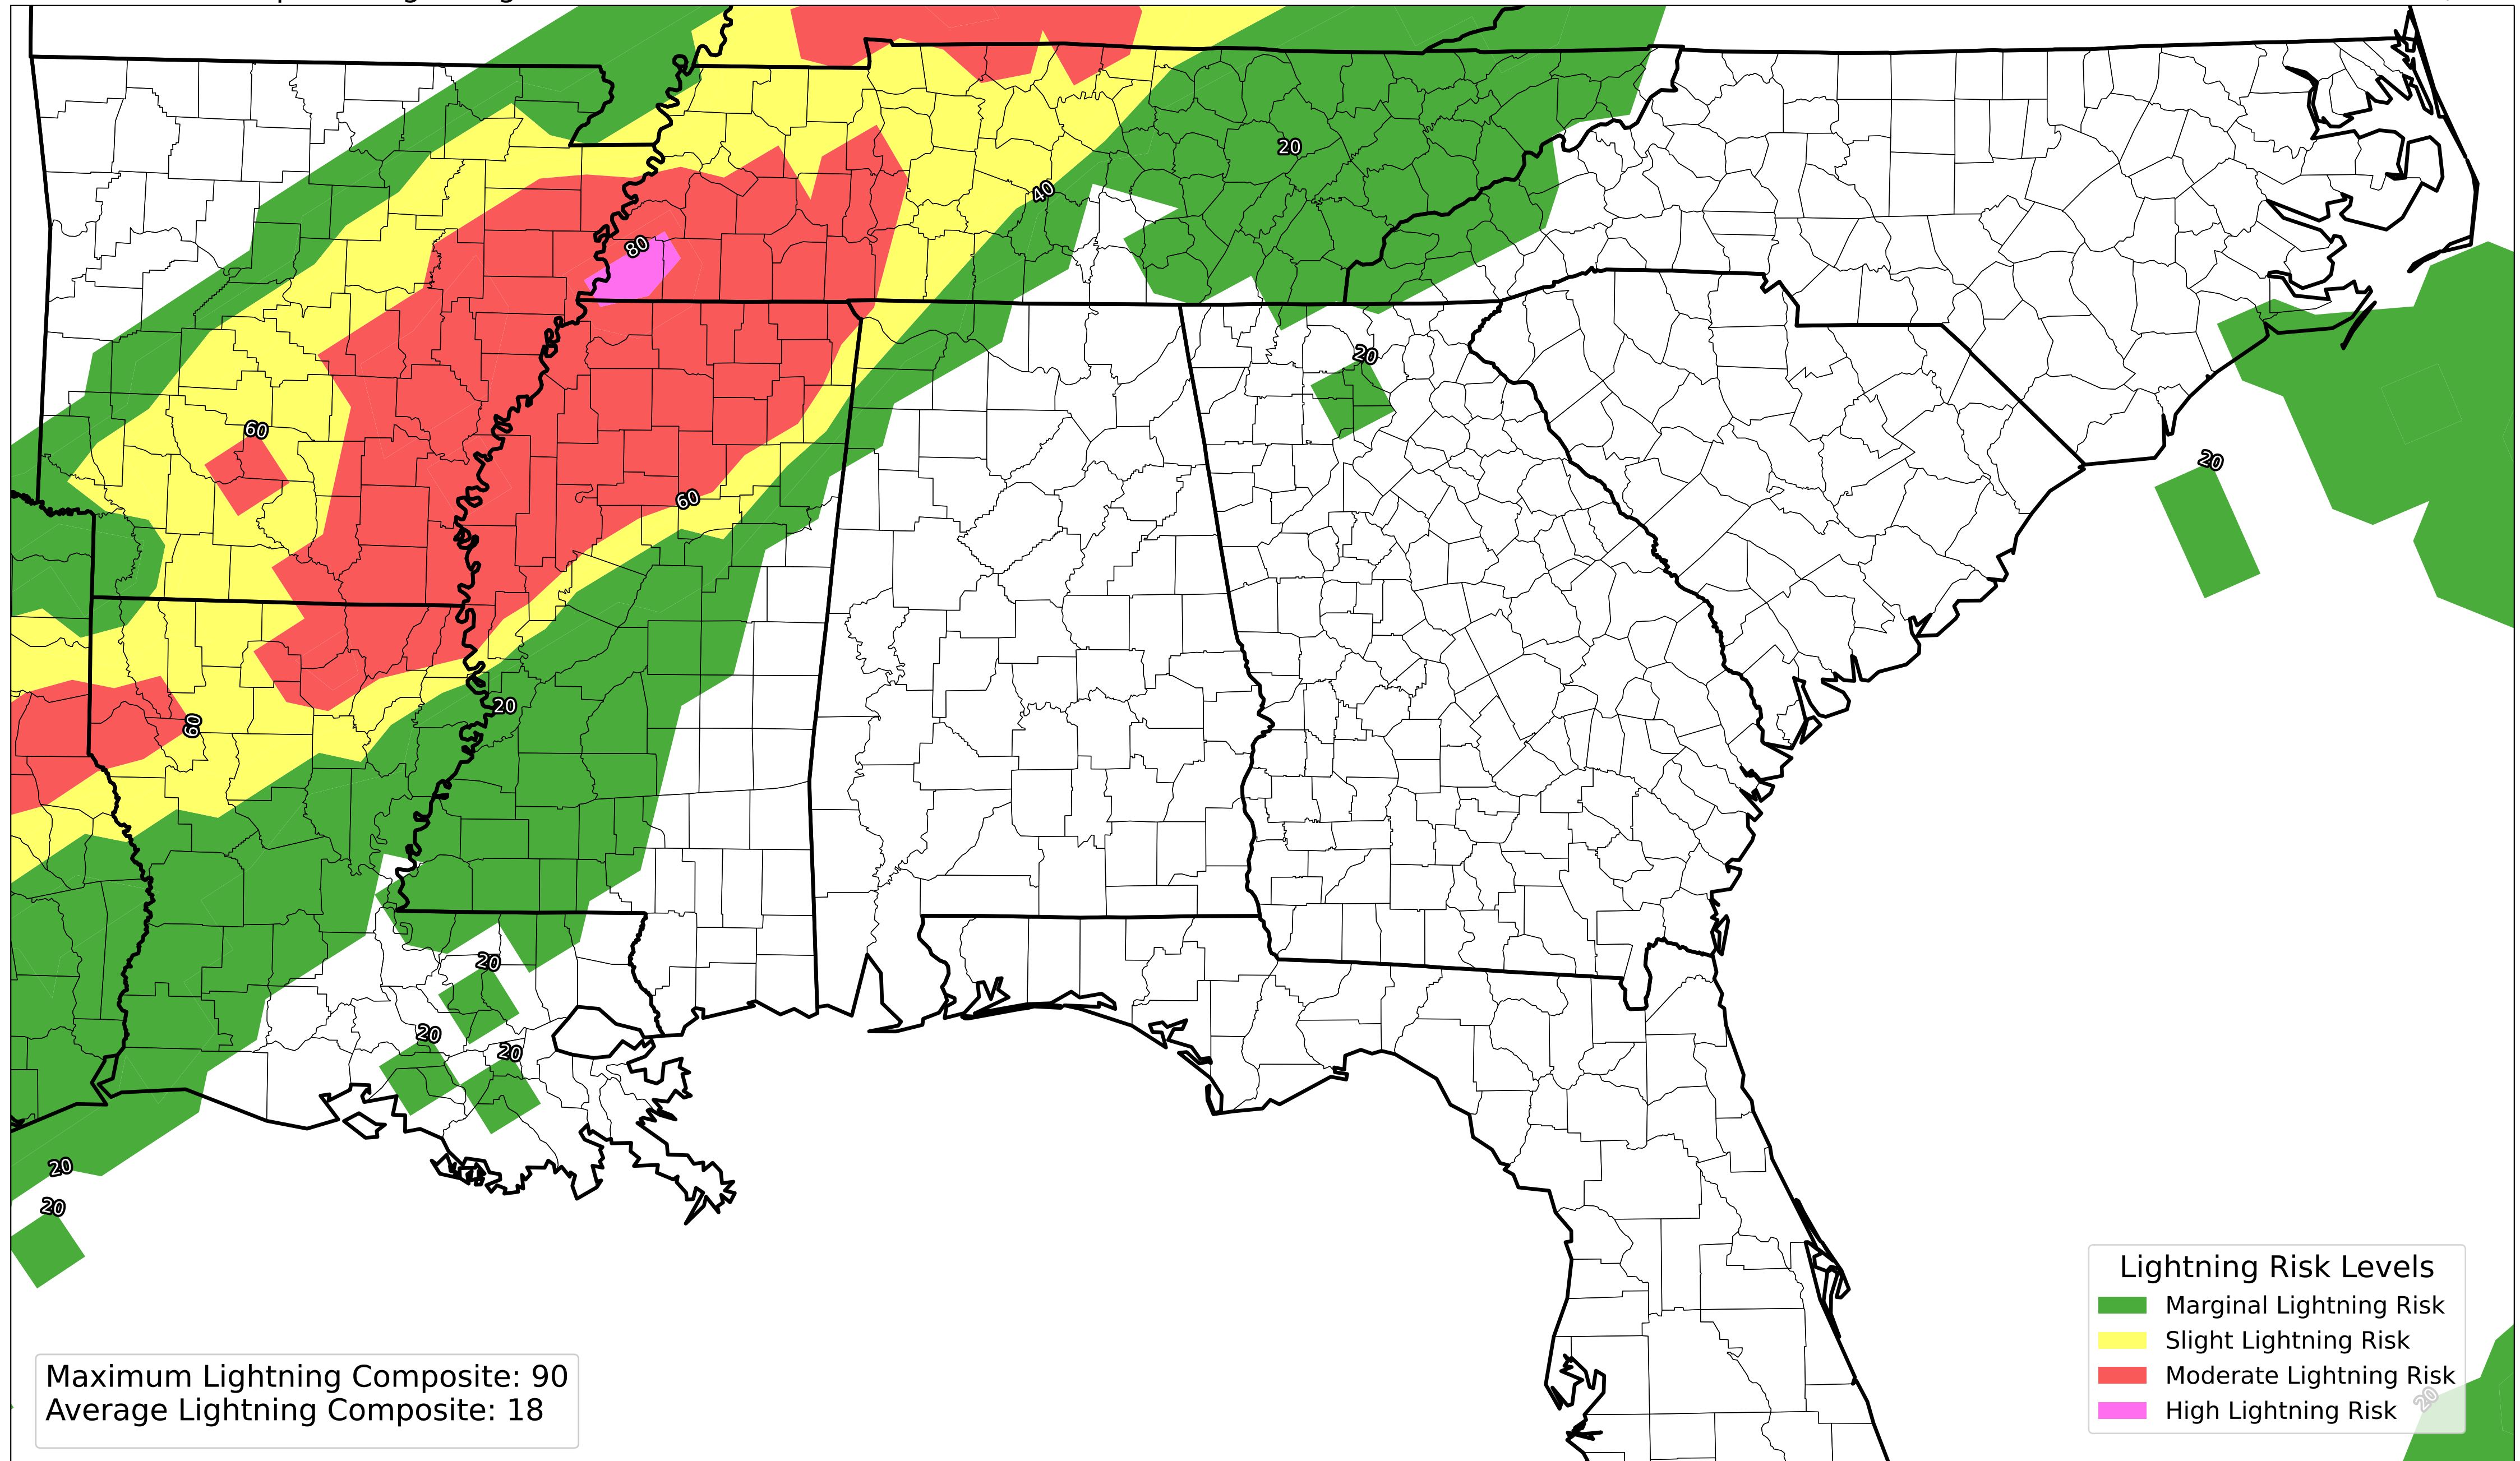 20
40
80
20
60
20
60
20
60
20
20
20
20
20
Lightning Risk Levels
Marginal Lightning Risk
Slight Lightning Risk
Moderate Lightning Risk
High Lightning Risk
20
Maximum Lightning Composite: 90
Average Lightning Composite: 18